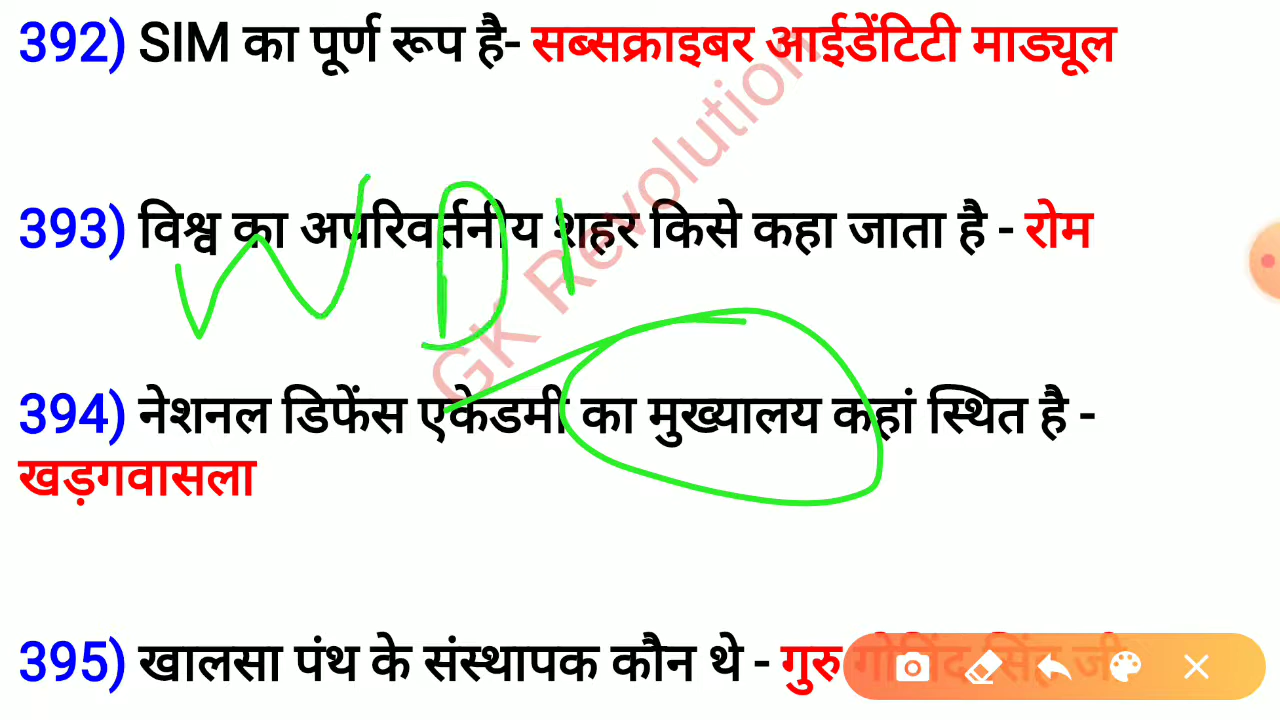 392) SIM का पूर्ण रूप है- सब्सक्राइबर आईडेंटिटी माड्यूल
393) विश्व का अपरिवर्तनीय शहर किसे कहा जाता है - रोम
394) नेशनल डिफेंस एकेडमी का मुख्यालय कहां स्थित है -
खड़गवासला
395) खालसा पंथ के संस्थापक कौन थे - गुरु गोविंद सिंह जी
GK Revolution